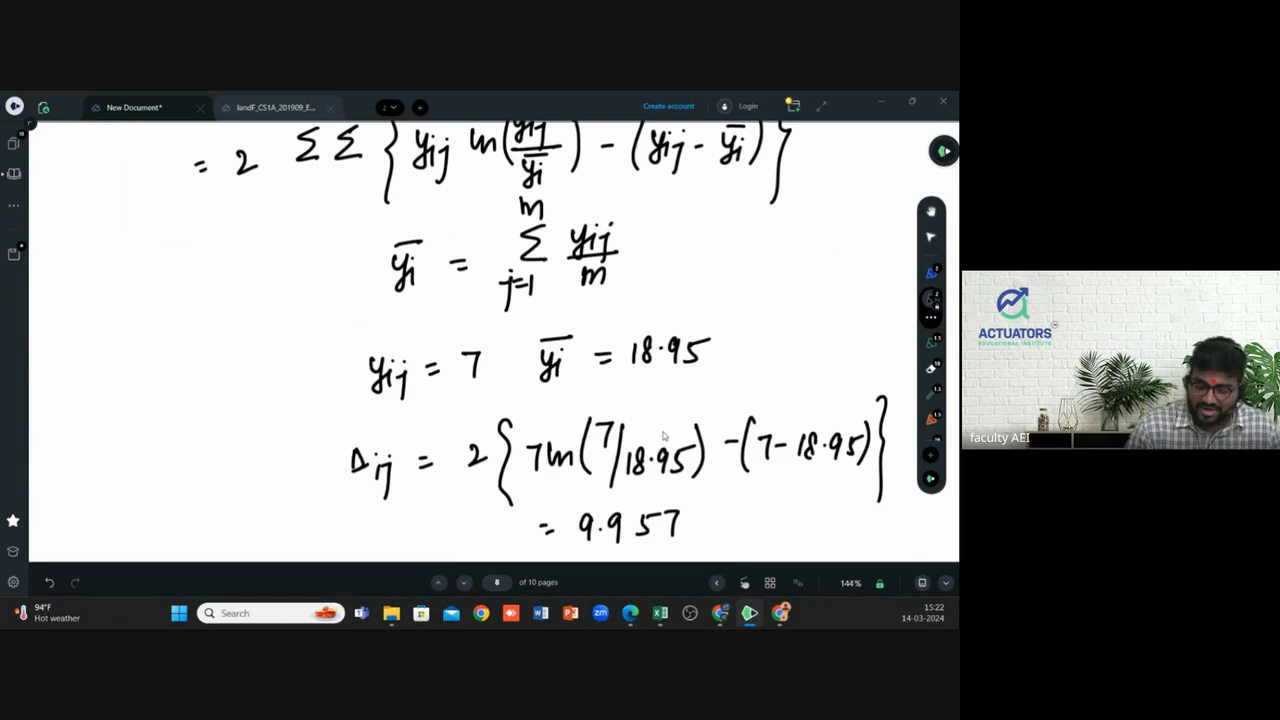 New Document*
IandF_CS1A_201909_E...
2
Create account
Login
= 2 Σ Σ { yij ln(yij/ȳi) - (yij - ȳi) }
ȳi = Σ_{j=1}^{m} yij/m
yij = 7 ȳi = 18.95
Δij = 2 { 7 ln(7/18.95) - (7 - 18.95) }
= 9.957
8
of 10 pages
144%
ACTUATORS
EDUCATIONAL INSTITUTE
faculty AEI
94°F
Hot weather
Search
15:22
14-03-2024